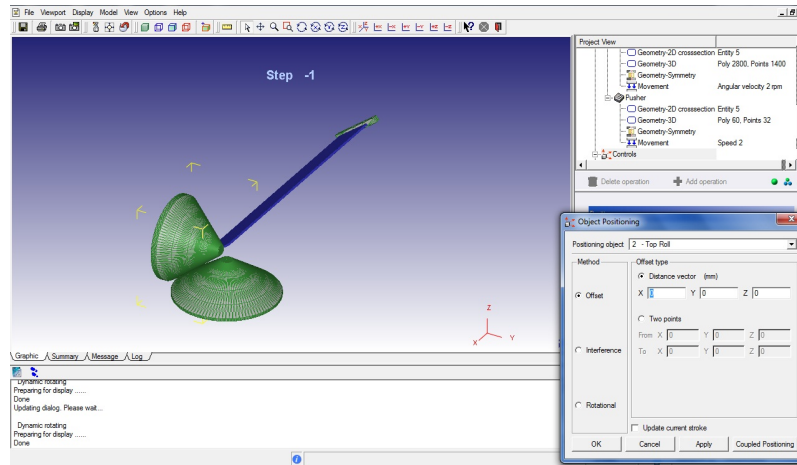 File Viewport Display Model View Options Help
Step -1
Z
X Y
Graphic Summary Message Log
Dynamic rotating
Preparing for display ......
Done
Updating dialog. Please wait...
Dynamic rotating
Preparing for display ......
Done
Project View
Geometry-2D crosssection Entity 5
Geometry-3D Poly 2800, Points 1400
Geometry-Symmetry
Movement Angular velocity 2 rpm
Pusher
Geometry-2D crosssection Entity 5
Geometry-3D Poly 60, Points 32
Geometry-Symmetry
Movement Speed 2
Controls
Delete operation Add operation
Object Positioning
Positioning object 2 - Top Roll
Method Offset type
Distance vector (mm)
Offset X 0 Y 0 Z 0
Two points
From X 0 Y 0 Z 0
Interference To X 0 Y 0 Z 0
Rotational
Update current stroke
OK Cancel Apply Coupled Positioning